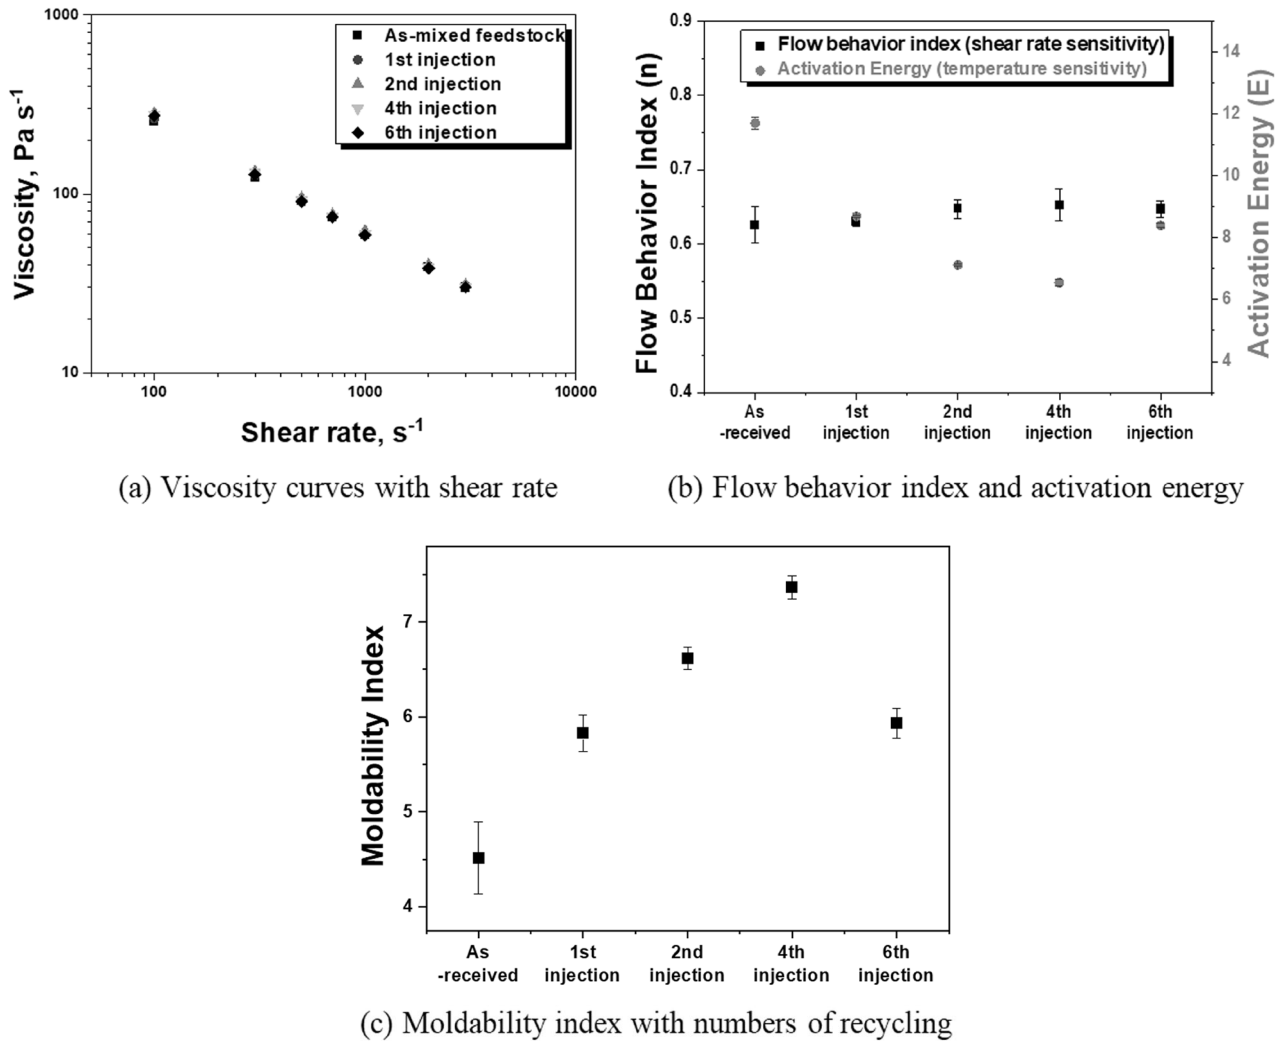 1000
100
10
Viscosity, Pa s-1
As-mixed feedstock
1st injection
2nd injection
4th injection
6th injection
100
1000
10000
Shear rate, s-1
(a) Viscosity curves with shear rate
0.9
0.8
0.7
0.6
0.5
0.4
Flow Behavior Index (n)
Flow behavior index (shear rate sensitivity)
Activation Energy (temperature sensitivity)
14
12
10
8
6
4
Activation Energy (E)
As
-received
1st
injection
2nd
injection
4th
injection
6th
injection
(b) Flow behavior index and activation energy
7
6
5
4
Moldability Index
As
-received
1st
injection
2nd
injection
4th
injection
6th
injection
(c) Moldability index with numbers of recycling